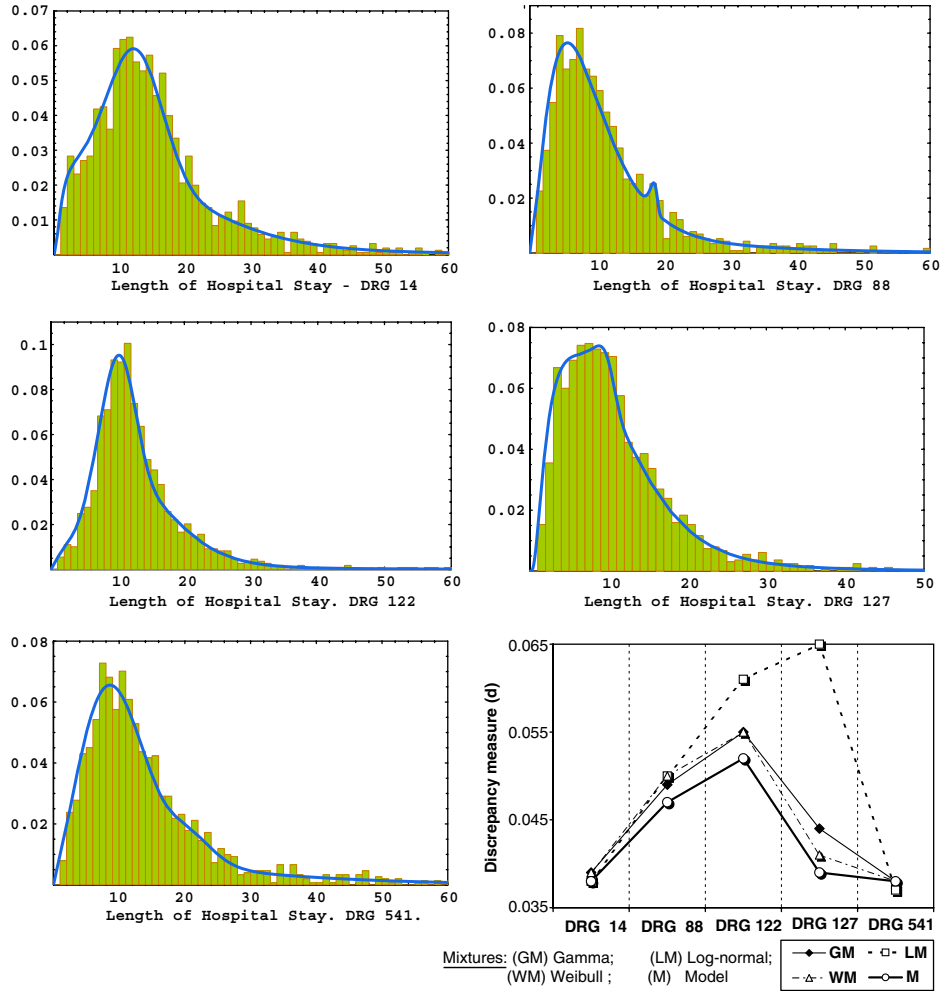 0.07
0.06
0.05
0.04
0.03
0.02
0.01
10 20 30 40 50 60
Length of Hospital Stay - DRG 14
0.08
0.06
0.04
0.02
10 20 30 40 50 60
Length of Hospital Stay. DRG 88
0.1
0.08
0.06
0.04
0.02
10 20 30 40 50 60
Length of Hospital Stay. DRG 122
0.08
0.06
0.04
0.02
10 20 30 40 50
Length of Hospital Stay. DRG 127
0.08
0.06
0.04
0.02
10 20 30 40 50 60
Length of Hospital Stay. DRG 541.
Discrepancy measure (d)
0.065
0.055
0.045
0.035
DRG 14 DRG 88 DRG 122 DRG 127 DRG 541
Mixtures: (GM) Gamma; (LM) Log-normal;
(WM) Weibull ; (M) Model
GM LM
WM M